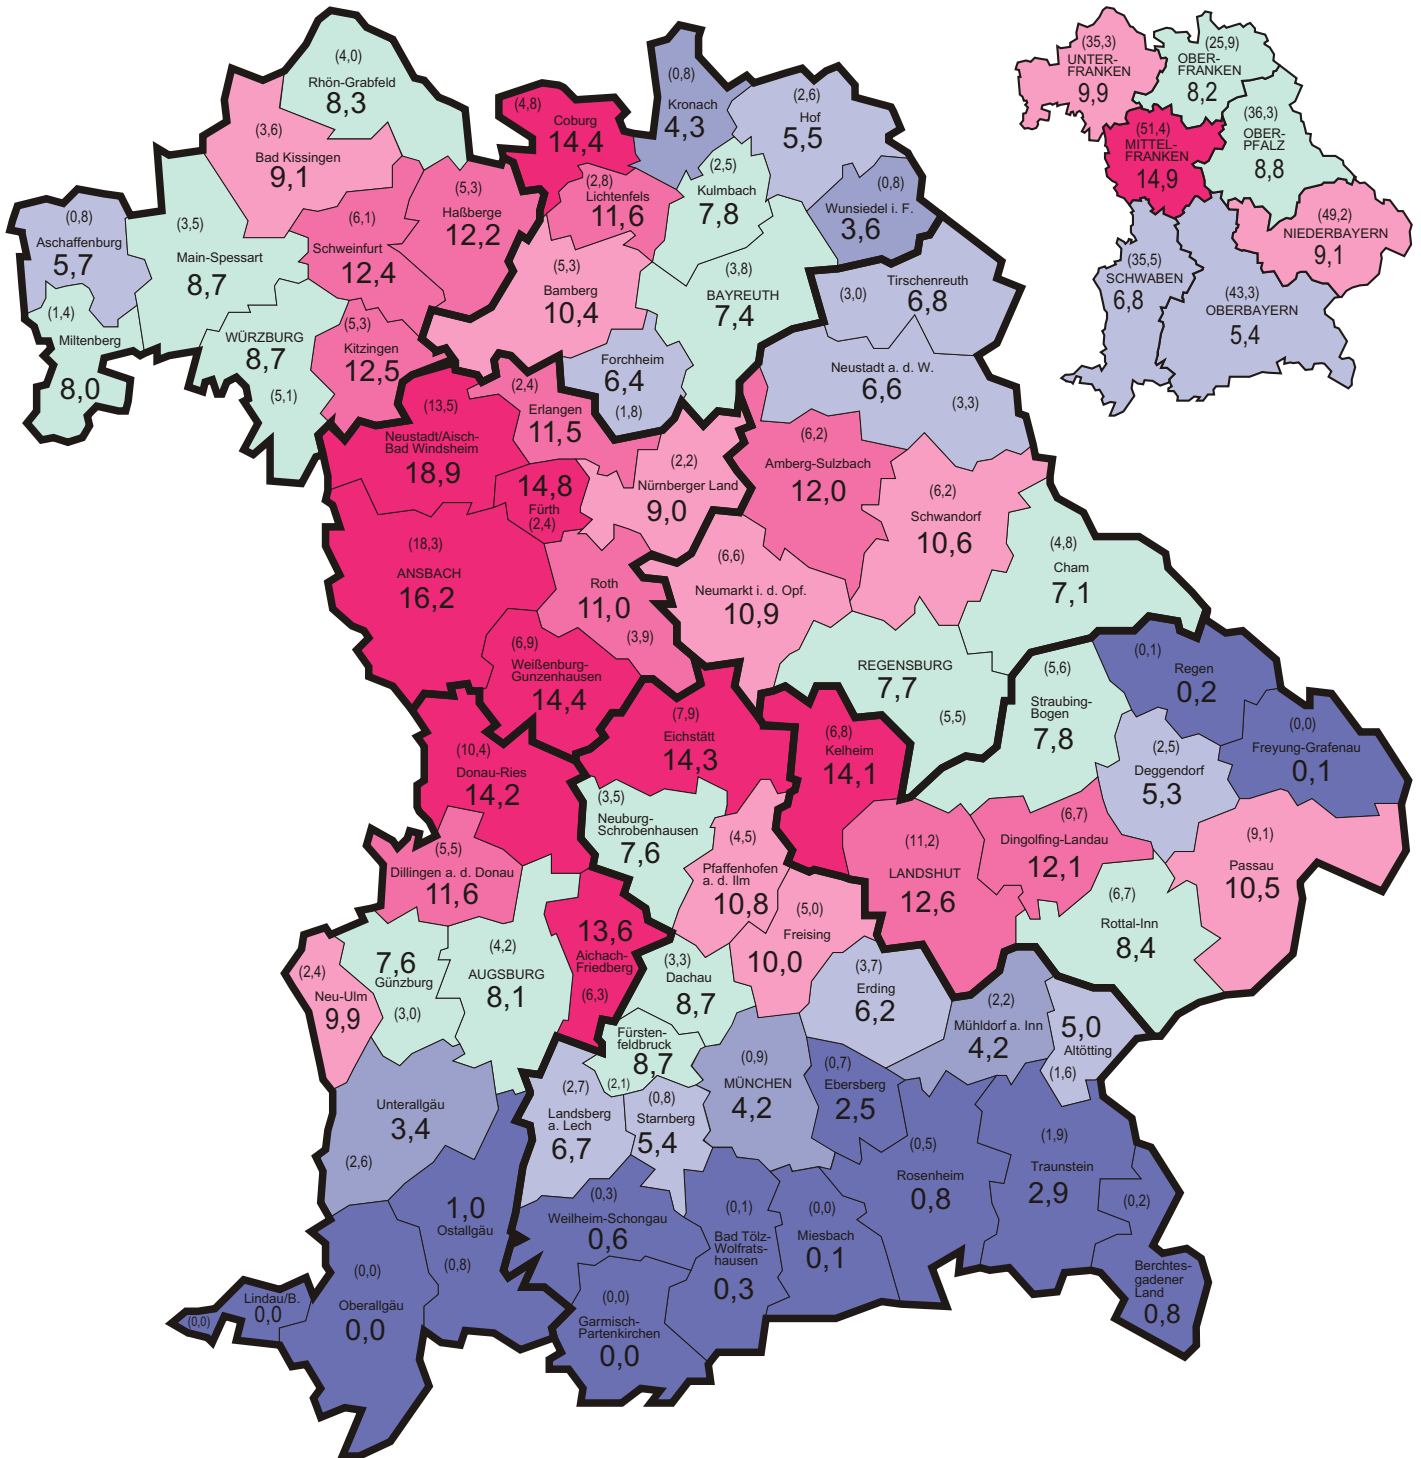 (4,0)
Rhön-Grabfeld
8,3
(3,6)
Bad Kissingen
9,1
(4,8)
Coburg
14,4
(0,8)
Kronach
4,3
(2,6)
Hof
5,5
(0,8)
Aschaffenburg
5,7
(3,5)
Main-Spessart
8,7
(6,1)
Schweinfurt
12,4
(5,3)
Haßberge
12,2
(2,8)
Lichtenfels
11,6
(2,5)
Kulmbach
7,8
(0,8)
Wunsiedel i. F.
3,6
(1,4)
Miltenberg
8,0
WÜRZBURG
8,7
(5,1)
(5,3)
Kitzingen
12,5
(5,3)
Bamberg
10,4
(3,8)
BAYREUTH
7,4
Tirschenreuth
(3,0)
6,8
Forchheim
6,4
(1,8)
Neustadt a. d. W.
6,6
(3,3)
(13,5)
Neustadt/Aisch-
Bad Windsheim
18,9
(2,4)
Erlangen
11,5
14,8
Fürth
(2,4)
(2,2)
Nürnberger Land
9,0
(6,2)
Amberg-Sulzbach
12,0
(6,2)
Schwandorf
10,6
(4,8)
Cham
7,1
(18,3)
ANSBACH
16,2
Roth
11,0
(3,9)
(6,6)
Neumarkt i. d. Opf.
10,9
(6,9)
Weißenburg-
Gunzenhausen
14,4
REGENSBURG
7,7
(5,5)
(5,6)
Straubing-
Bogen
7,8
(0,1)
Regen
0,2
(0,0)
Freyung-Grafenau
0,1
(10,4)
Donau-Ries
14,2
(7,9)
Eichstätt
14,3
(6,8)
Kelheim
14,1
(2,5)
Deggendorf
5,3
(3,5)
Neuburg-
Schrobenhausen
7,6
(5,5)
Dillingen a. d. Donau
11,6
(4,5)
Pfaffenhofen
a. d. Ilm
10,8
(11,2)
LANDSHUT
12,6
(6,7)
Dingolfing-Landau
12,1
(9,1)
Passau
10,5
(6,7)
Rottal-Inn
8,4
13,6
Aichach-
Friedberg
(6,3)
(5,0)
Freising
10,0
(2,4)
Neu-Ulm
9,9
7,6
Günzburg
(3,0)
(4,2)
AUGSBURG
8,1
(3,3)
Dachau
8,7
(3,7)
Erding
6,2
(2,2)
Mühldorf a. Inn
4,2
5,0
Altötting
(1,6)
Fürsten-
feldbruck
8,7
(2,1)
(0,9)
MÜNCHEN
4,2
(0,7)
Ebersberg
2,5
Unterallgäu
3,4
(2,6)
(2,7)
Landsberg
a. Lech
6,7
(0,8)
Starnberg
5,4
(0,5)
Rosenheim
0,8
(1,9)
Traunstein
2,9
(0,2)
Berchtes-
gadener
Land
0,8
1,0
Ostallgäu
(0,8)
(0,3)
Weilheim-Schongau
0,6
(0,1)
Bad Tölz-
Wolfrats-
hausen
0,3
(0,0)
Miesbach
0,1
(0,0)
Oberallgäu
0,0
Lindau/B.
0,0
(0,0)
(0,0)
Garmisch-
Partenkirchen
0,0
(35,3)
UNTER-
FRANKEN
9,9
(25,9)
OBER-
FRANKEN
8,2
(51,4)
MITTEL-
FRANKEN
14,9
(36,3)
OBER-
PFALZ
8,8
(49,2)
NIEDERBAYERN
9,1
(35,5)
SCHWABEN
6,8
(43,3)
OBERBAYERN
5,4